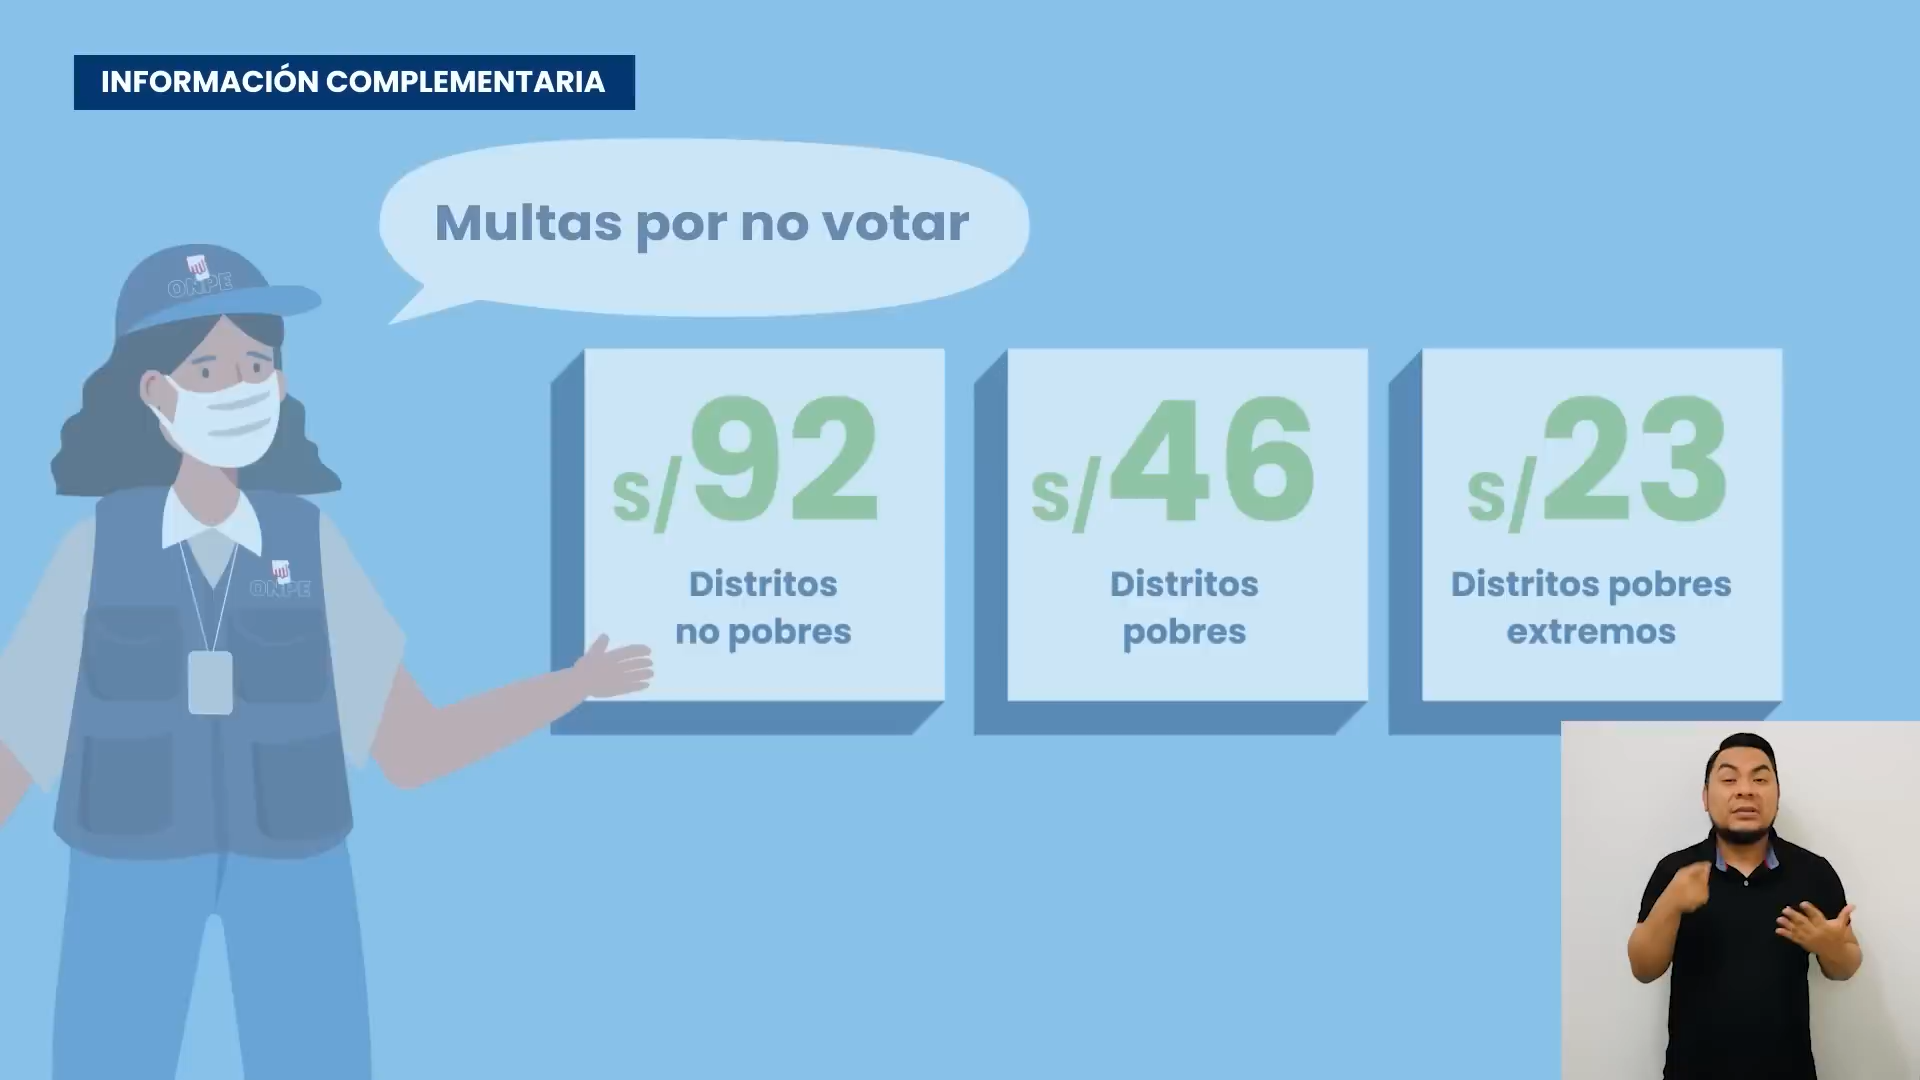 INFORMACIÓN COMPLEMENTARIA
Multas por no votar
ONPE
ONPE
S/92
Distritos
no pobres
S/46
Distritos
pobres
S/23
Distritos pobres
extremos